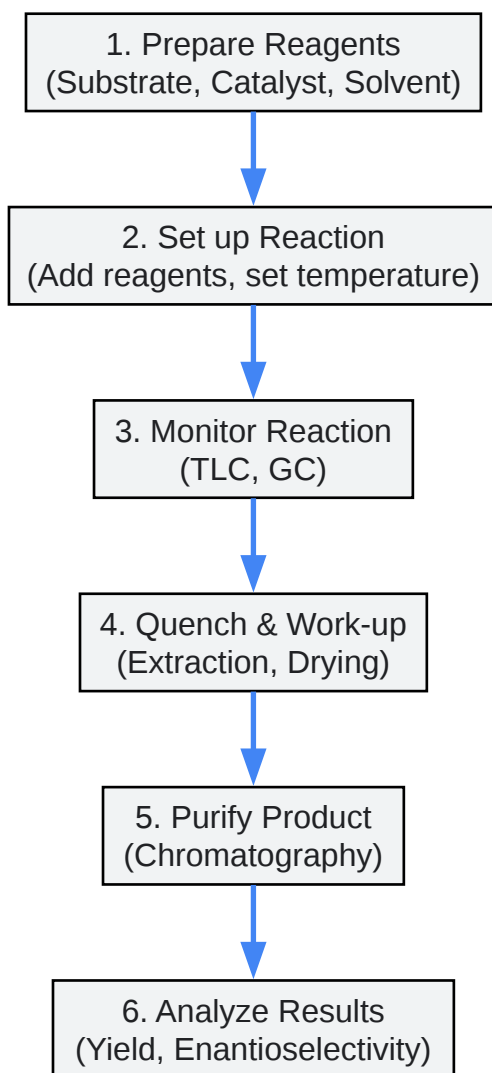 1. Prepare Reagents
(Substrate, Catalyst, Solvent)
2. Set up Reaction
(Add reagents, set temperature)
3. Monitor Reaction
(TLC, GC)
4. Quench & Work-up
(Extraction, Drying)
5. Purify Product
(Chromatography)
6. Analyze Results
(Yield, Enantioselectivity)